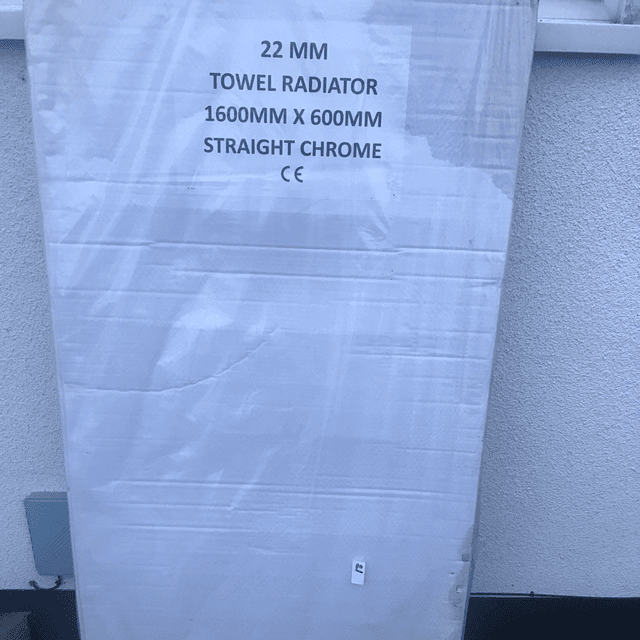 22 MM
TOWEL RADIATOR
1600MM X 600MM
STRAIGHT CHROME
CE